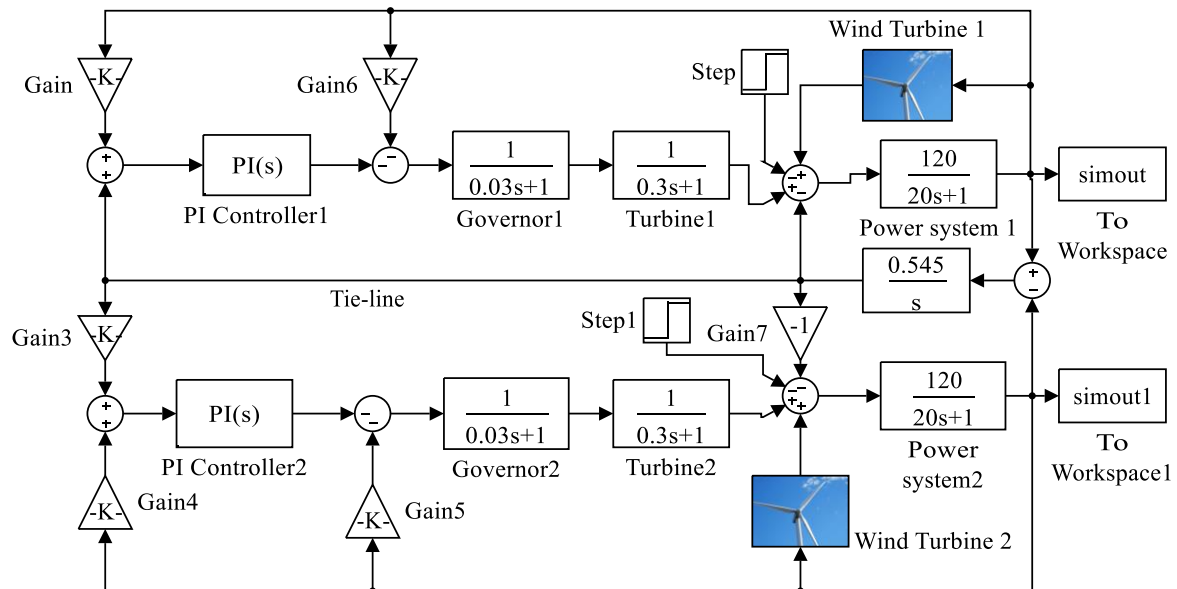 Wind Turbine 1
Gain
-K-
Gain6
-K-
Step
+
+
PI(s)
PI Controller1
−
−
1
0.03s+1
Governor1
1
0.3s+1
Turbine1
−+
+−
120
20s+1
Power system 1
simout
To
Workspace
Tie-line
0.545
s
+
−
Gain3
-K-
Step1
Gain7
-1
+
+
PI(s)
PI Controller2
−
1
0.03s+1
Governor2
1
0.3s+1
Turbine2
−−
++
120
20s+1
Power
system2
simout1
To
Workspace1
-K-
Gain4
-K-
Gain5
Wind Turbine 2